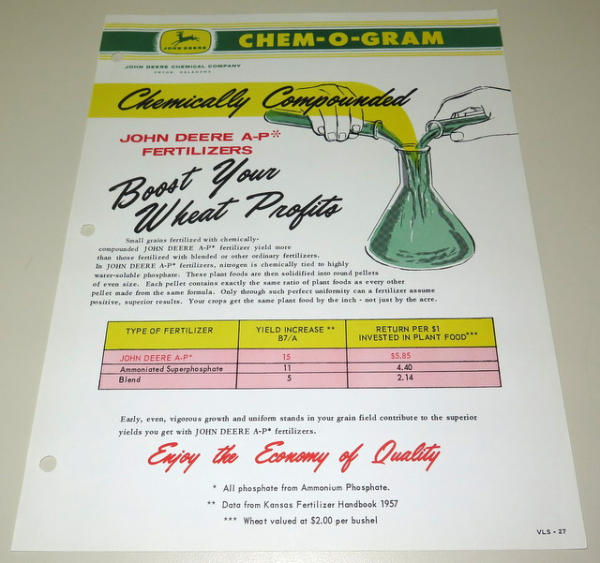 JOHN DEERE
CHEM-O-GRAM
JOHN DEERE CHEMICAL COMPANY
PRYOR, OKLAHOMA
Chemically Compounded
JOHN DEERE A-P*
FERTILIZERS
Boost Your
Wheat Profits
Small grains fertilized with chemically-
compounded JOHN DEERE A-P* fertilizer yield more
than those fertilized with blended or other ordinary fertilizers.
In JOHN DEERE A-P* fertilizers, nitrogen is chemically tied to highly
water-soluble phosphate. These plant foods are then solidified into round pellets
of even size. Each pellet contains exactly the same ratio of plant foods as every other
pellet made from the same formula. Only through such perfect uniformity can a fertilizer assume
positive, superior results. Your crops get the same plant food by the inch - not just by the acre.
TYPE OF FERTILIZER YIELD INCREASE ** RETURN PER $1
B7/A INVESTED IN PLANT FOOD***
JOHN DEERE A-P* 15 $5.85
Ammoniated Superphosphate 11 4.40
Blend 5 2.14
Early, even, vigorous growth and uniform stands in your grain field contribute to the superior
yields you get with JOHN DEERE A-P* fertilizers.
Enjoy the Economy of Quality
* All phosphate from Ammonium Phosphate.
** Data from Kansas Fertilizer Handbook 1957
*** Wheat valued at $2.00 per bushel
VLS - 27